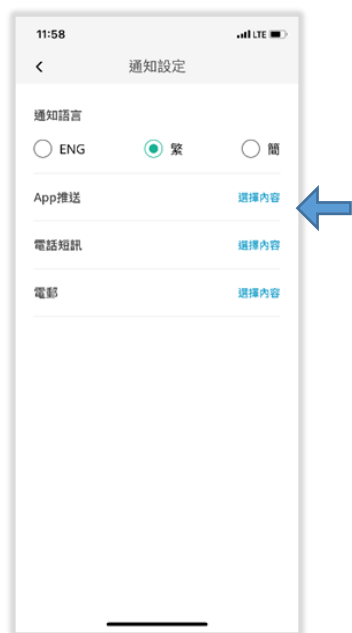 11:58 LTE
通知設定
通知語言
ENG 繁 簡
App推送 選擇內容
電話短訊 選擇內容
電郵 選擇內容